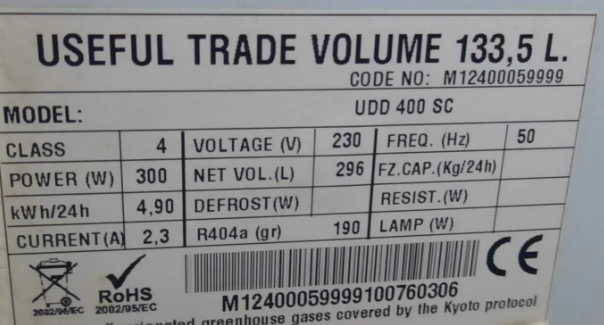 USEFUL TRADE VOLUME 133,5 L.
CODE NO: M12400059999
MODEL: UDD 400 SC
CLASS 4 VOLTAGE (V) 230 FREQ. (Hz) 50
POWER (W) 300 NET VOL.(L) 296 FZ.CAP.(Kg/24h)
kWh/24h 4,90 DEFROST(W) RESIST.(W)
CURRENT(A) 2,3 R404a (gr) 190 LAMP (W)
CE
RoHS
2002/96/EC 2002/95/EC
M12400059999100760306
greenhouse gases covered by the Kyoto protocol